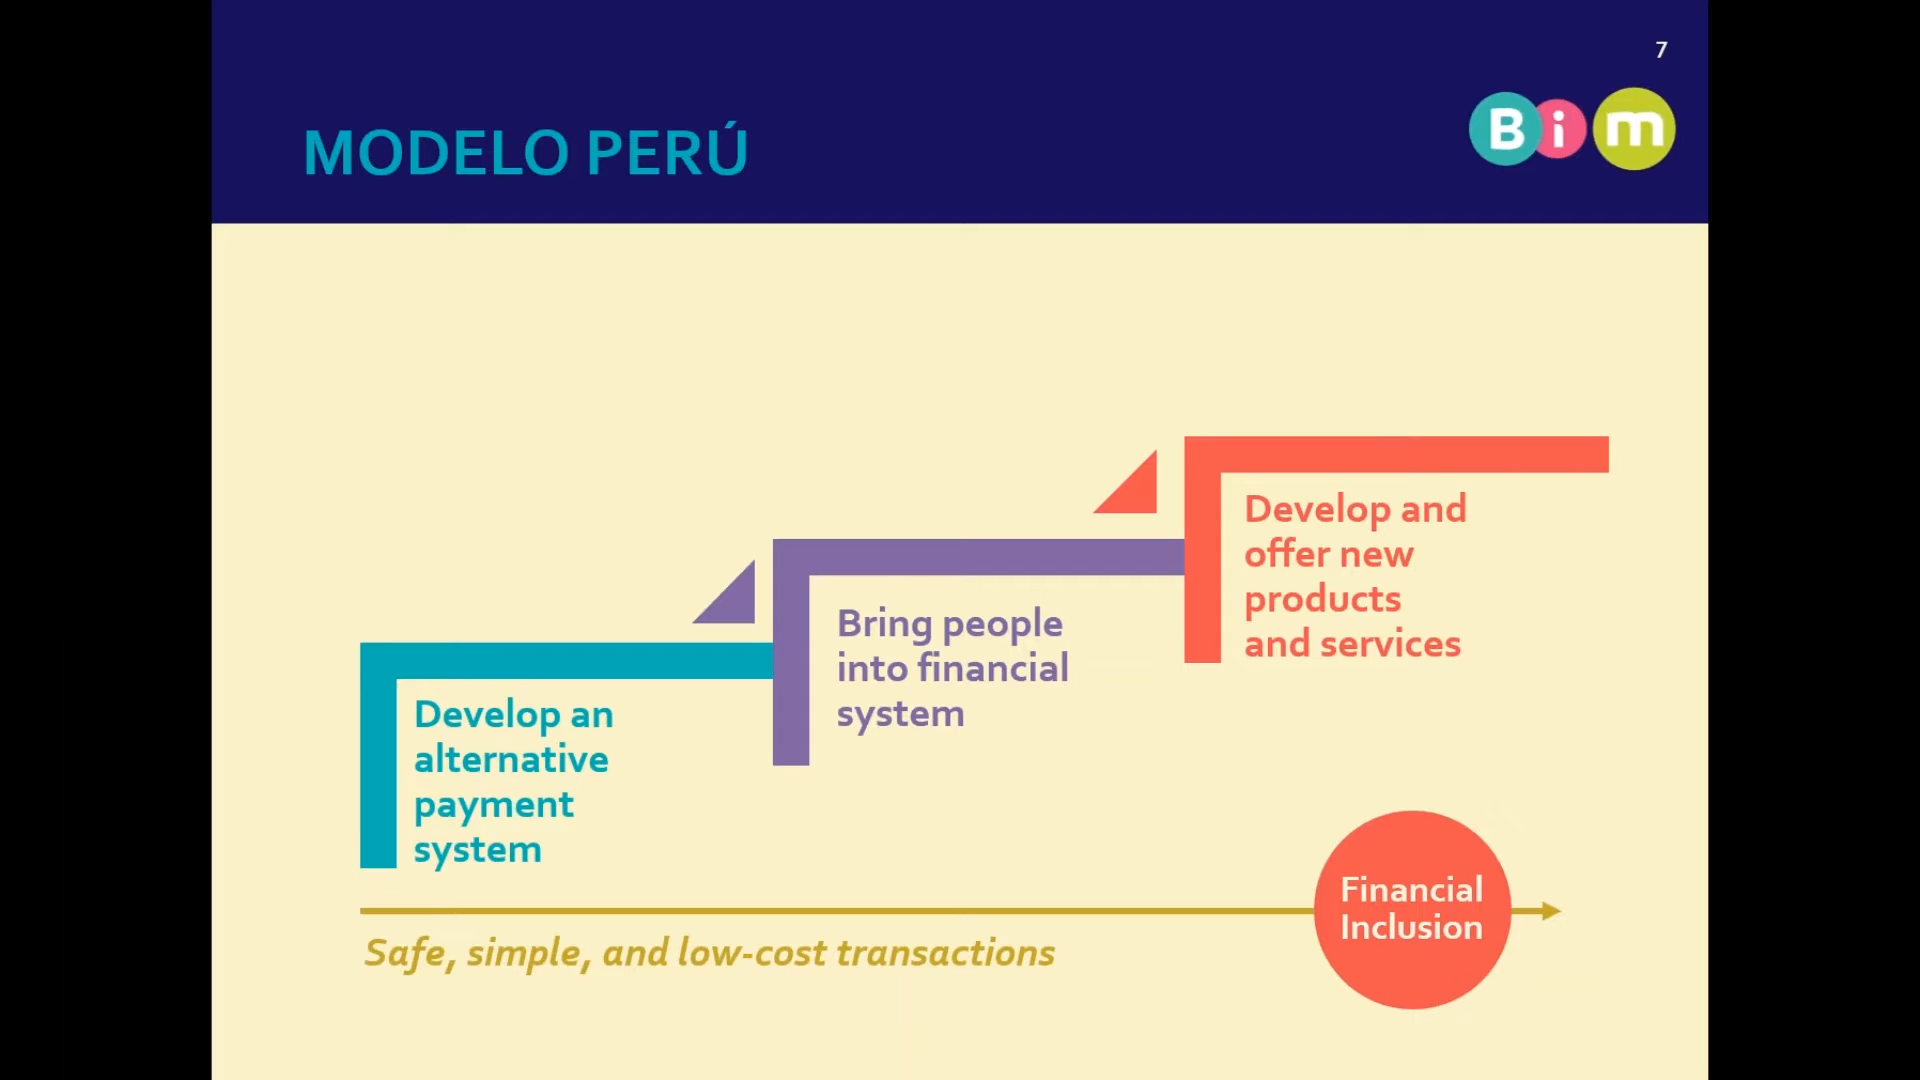 7
Bim
MODELO PERÚ
Develop an
alternative
payment
system
Bring people
into financial
system
Develop and
offer new
products
and services
Financial
Inclusion
Safe, simple, and low-cost transactions